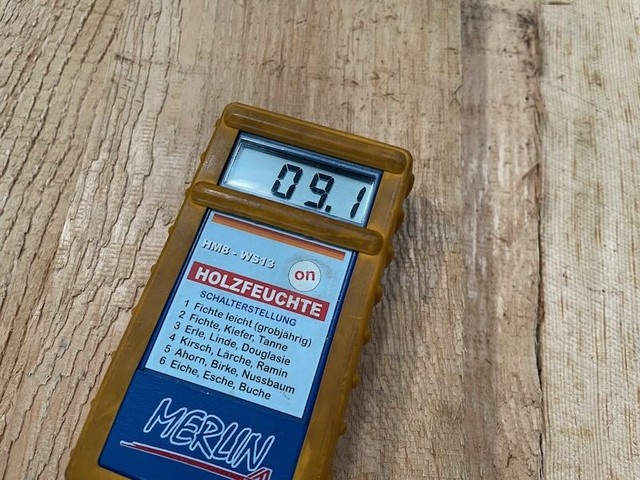 09.1
HMB - WS13
on
HOLZFEUCHTE
SCHALTERSTELLUNG
1 Fichte leicht (grobjährig)
2 Fichte, Kiefer, Tanne
3 Erle, Linde, Douglasie
4 Kirsch, Lärche, Ramin
5 Ahorn, Birke, Nussbaum
6 Eiche, Esche, Buche
MERLIN